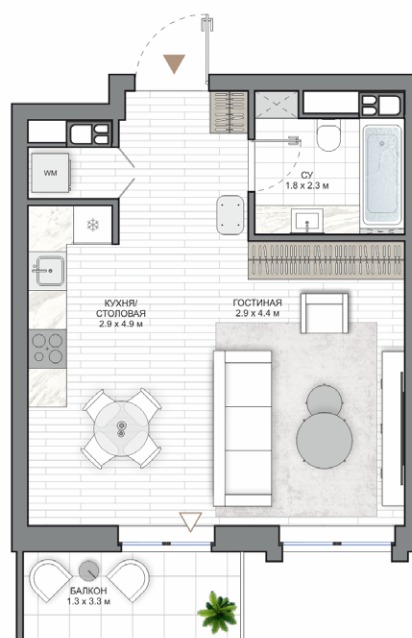 WM
СУ
1.8 x 2.3 м
КУХНЯ/
СТОЛОВАЯ
2.9 x 4.9 м
ГОСТИНАЯ
2.9 x 4.4 м
БАЛКОН
1.3 x 3.3 м